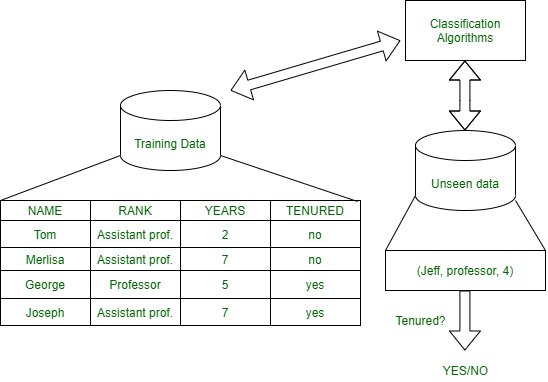 Classification
Algorithms
Training Data
Unseen data
NAME RANK YEARS TENURED
Tom Assistant prof. 2 no
Merlisa Assistant prof. 7 no
George Professor 5 yes
Joseph Assistant prof. 7 yes
(Jeff, professor, 4)
Tenured?
YES/NO